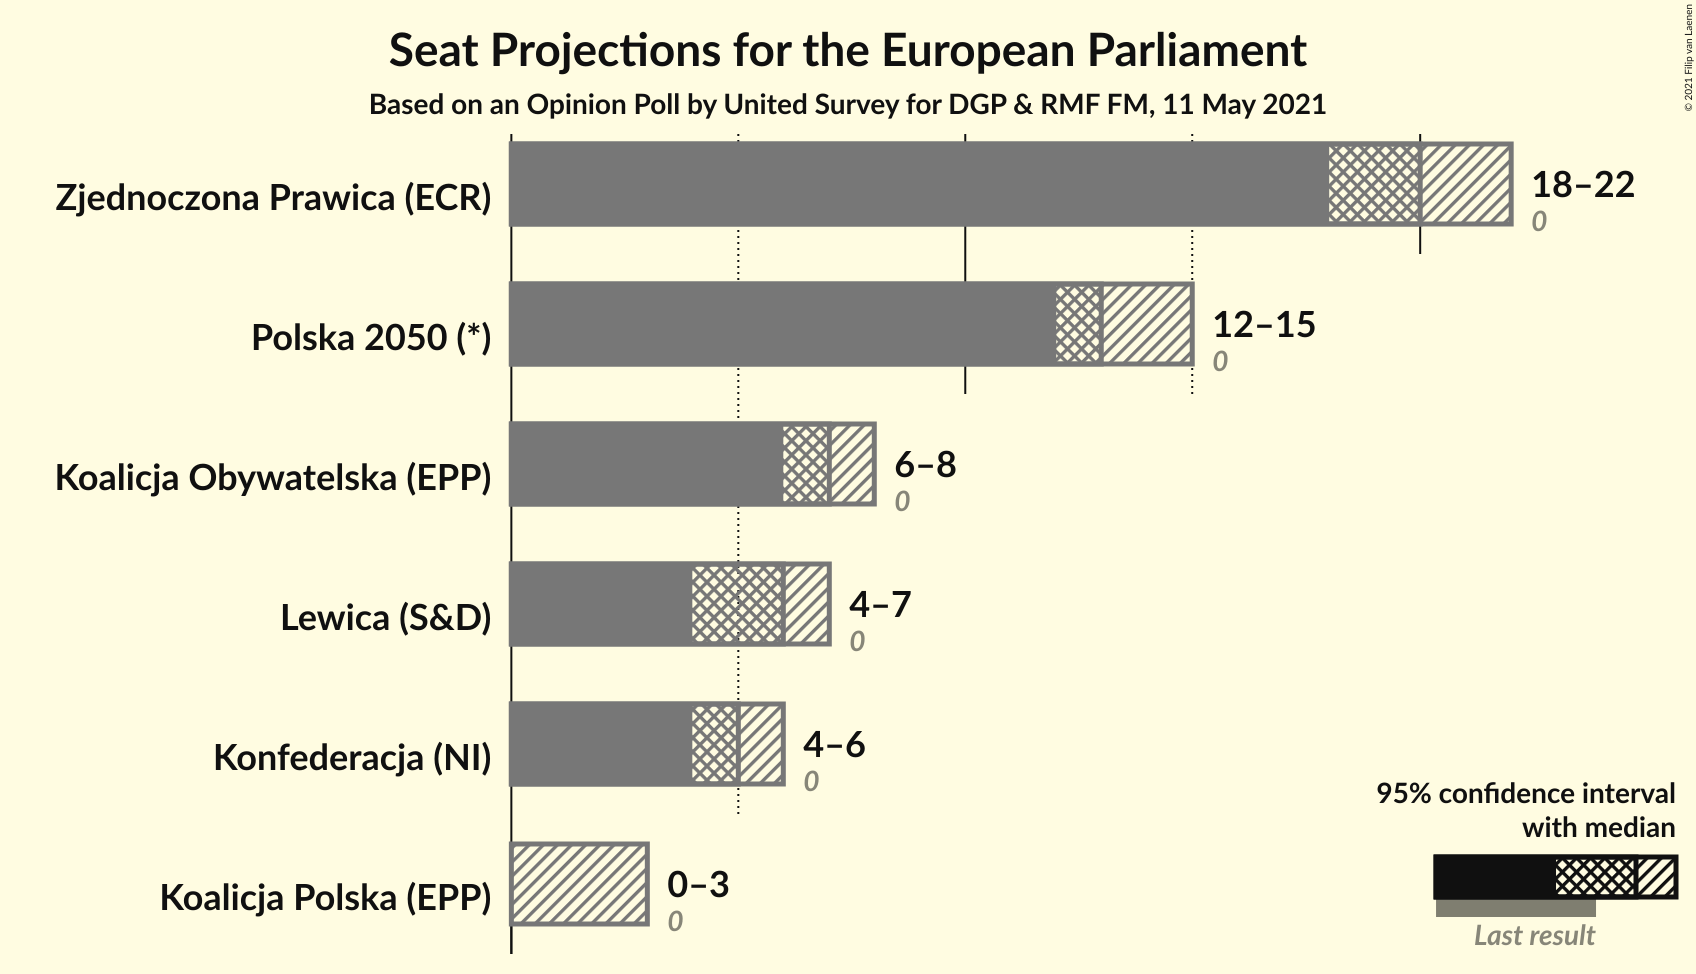 Seat Projections for the European Parliament
Based on an Opinion Poll by United Survey for DGP & RMF FM, 11 May 2021
© 2021 Filip van Laenen
Zjednoczona Prawica (ECR)
18–22
0
Polska 2050 (*)
12–15
0
Koalicja Obywatelska (EPP)
6–8
0
Lewica (S&D)
4–7
0
Konfederacja (NI)
4–6
0
Koalicja Polska (EPP)
0–3
0
95% confidence interval
with median
Last result